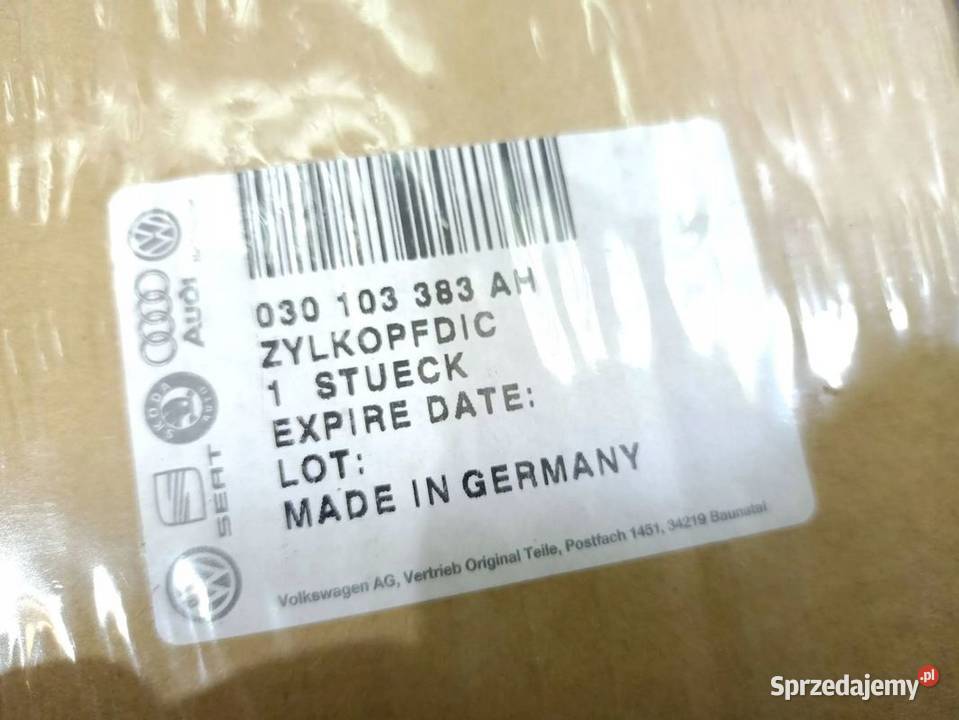 030 103 383 AH
ZYLKOPFDIC
1 STUECK
EXPIRE DATE:
LOT:
MADE IN GERMANY
Volkswagen AG, Vertrieb Original Teile, Postfach 1451, 34219 Baunatal
AUDI
SKODA
SEAT
Sprzedajemy.pl